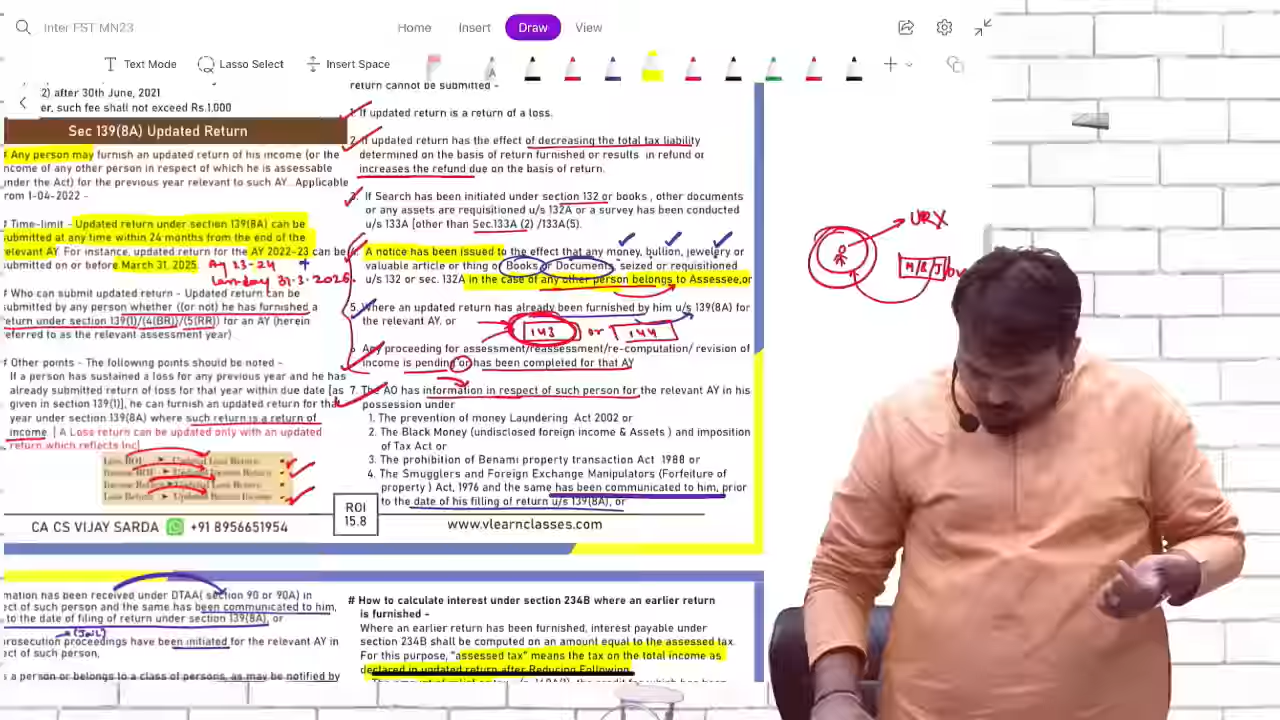 Inter FST MN23
Home
Insert
Draw
View
Text Mode
Lasso Select
Insert Space
2) after 30th June, 2021
er, such fee shall not exceed Rs.1,000
Sec 139(8A) Updated Return
# Any person may furnish an updated return of his income (or the
ncome of any other person in respect of which he is assessable
under the Act) for the previous year relevant to such AY. Applicable
rom 1-04-2022 -
# Time-limit - Updated return under section 139(8A) can be
submitted at any time within 24 months from the end of the
relevant AY. For instance, updated return for the AY 2022-23 can be
submitted on or before March 31, 2025.
AY 23-24
Last day 31.3.2026
# Who can submit updated return - (Updated return can be
ubmitted by any person whether ((or not) he has furnished a
return under section 139(1)/(4(BR))/(5(RR)) for an AY (herein
eferred to as the relevant assessment year)
# Other points - The following points should be noted -
If a person has sustained a loss for any previous year and he has
already submitted return of loss for that year within due date [as
given in section 139(1)], he can furnish an updated return for that
year under section 139(8A) where such return is a return of
income. [ A Loss return can be updated only with an updated
return which reflects Inc]
Loss ROI ➤ Updated Loss Return
Income ROI ➤ Updated Income Return
Income Return ➤ Updated Loss Return
Loss Return ➤ Updated Return Income
return cannot be submitted -
1. If updated return is a return of a loss.
2. If updated return has the effect of decreasing the total tax liability
determined on the basis of return furnished or results in refund or
increases the refund due on the basis of return.
3. If Search has been initiated under section 132 or books , other documents
or any assets are requisitioned u/s 132A or a survey has been conducted
u/s 133A [other than Sec.133A (2) /133A(5).
4. A notice has been issued to the effect that any money, bullion, jewelery or
valuable article or thing or Books Documents, seized or requisitioned
u/s 132 or sec. 132A in the case of any other person belongs to Assessee,or
5. Where an updated return has already been furnished by him u/s 139(8A) for
the relevant AY. or
143 or 144
6. Any proceeding for assessment/reassessment/re-computation/ revision of
income is pending or has been completed for that AY
7. The AO has information in respect of such person for the relevant AY in his
possession under
1. The prevention of money Laundering Act 2002 or
2. The Black Money (undisclosed foreign income & Assets ) and imposition
of Tax Act or
3. The prohibition of Benami property transaction Act 1988 or
4. The Smugglers and Foreign Exchange Manipulators (Forfeiture of
property ) Act, 1976 and the same has been communicated to him, prior
to the date of his filling of return u/s 139(8A), or
URX
M/B/J
CA CS VIJAY SARDA +91 8956651954
ROI
15.8
www.vlearnclasses.com
mation has been received under DTAA( section 90 or 90A) in
ect of such person and the same has been communicated to him,
to the date of filing of return under section 139(8A), or
(Jail)
prosecution proceedings have been initiated for the relevant AY in
ect of such person,
s a person or belongs to a class of persons, as may be notified by
# How to calculate interest under section 234B where an earlier return
is furnished -
Where an earlier return has been furnished, interest payable under
section 234B shall be computed on an amount equal to the assessed tax.
For this purpose, "assessed tax" means the tax on the total income as
declared in updated return after Reducing Following